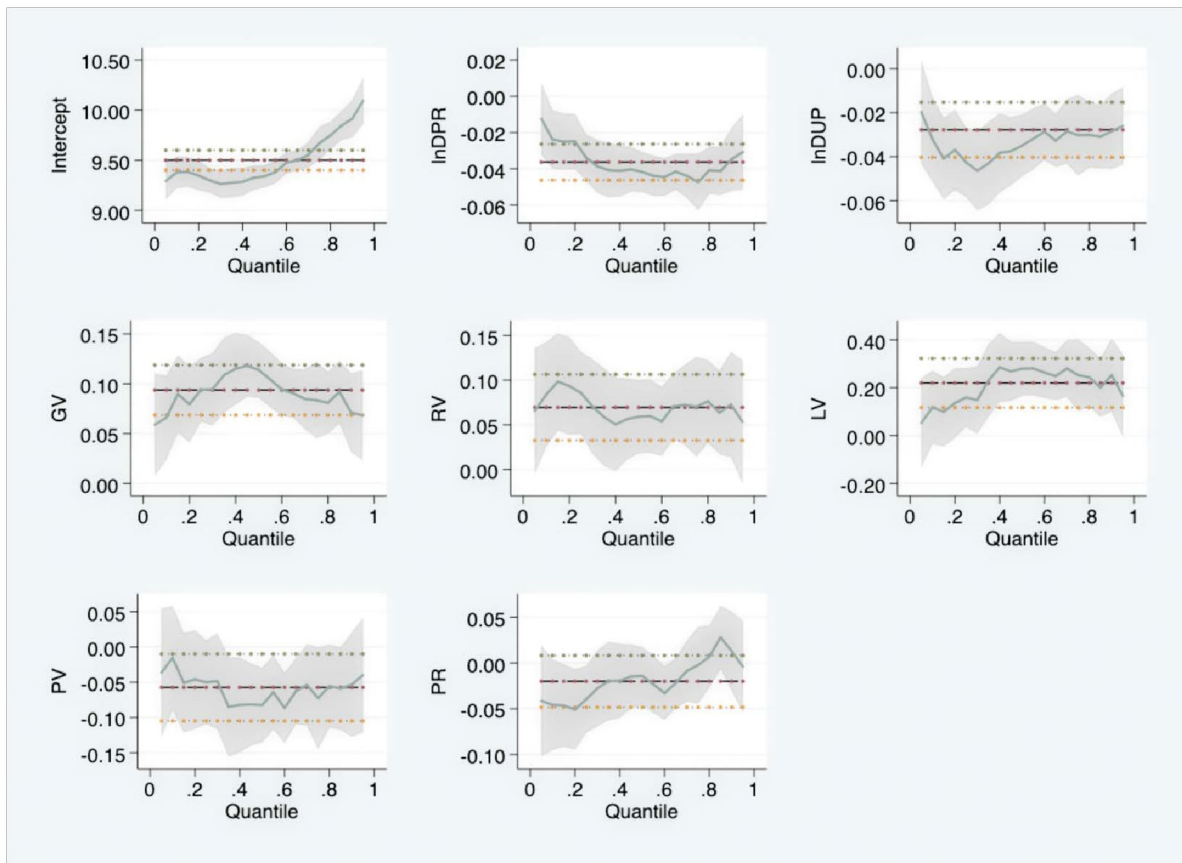 Intercept
10.50
10.00
9.50
9.00
0 .2 .4 .6 .8 1
Quantile
lnDPR
0.02
0.00
-0.02
-0.04
-0.06
0 .2 .4 .6 .8 1
Quantile
lnDUP
0.00
-0.02
-0.04
-0.06
0 .2 .4 .6 .8 1
Quantile
GV
0.15
0.10
0.05
0.00
0 .2 .4 .6 .8 1
Quantile
RV
0.15
0.10
0.05
0.00
0 .2 .4 .6 .8 1
Quantile
LV
0.40
0.20
0.00
-0.20
0 .2 .4 .6 .8 1
Quantile
PV
0.05
0.00
-0.05
-0.10
-0.15
0 .2 .4 .6 .8 1
Quantile
PR
0.05
0.00
-0.05
-0.10
0 .2 .4 .6 .8 1
Quantile